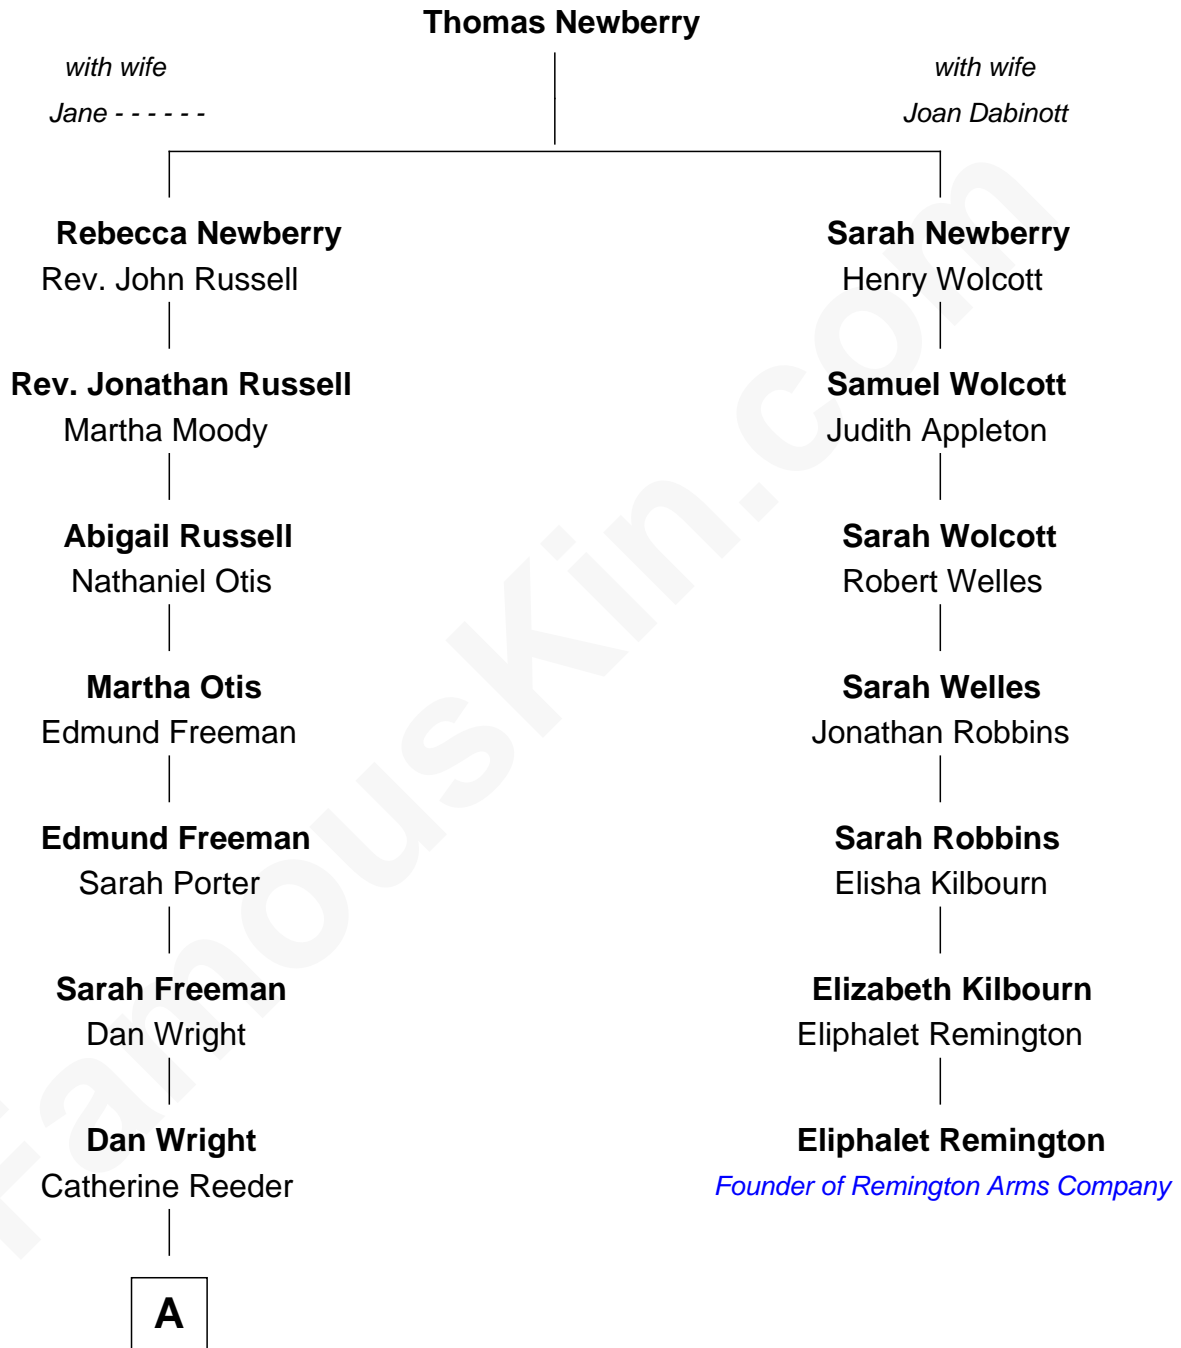 Thomas Newberry
with wife
Jane - - - - - -
with wife
Joan Dabinott
Rebecca Newberry
Rev. John Russell
Sarah Newberry
Henry Wolcott
Rev. Jonathan Russell
Martha Moody
Samuel Wolcott
Judith Appleton
Abigail Russell
Nathaniel Otis
Sarah Wolcott
Robert Welles
Martha Otis
Edmund Freeman
Sarah Welles
Jonathan Robbins
Edmund Freeman
Sarah Porter
Sarah Robbins
Elisha Kilbourn
Sarah Freeman
Dan Wright
Elizabeth Kilbourn
Eliphalet Remington
Dan Wright
Catherine Reeder
Eliphalet Remington
Founder of Remington Arms Company
A
FamousKin.com